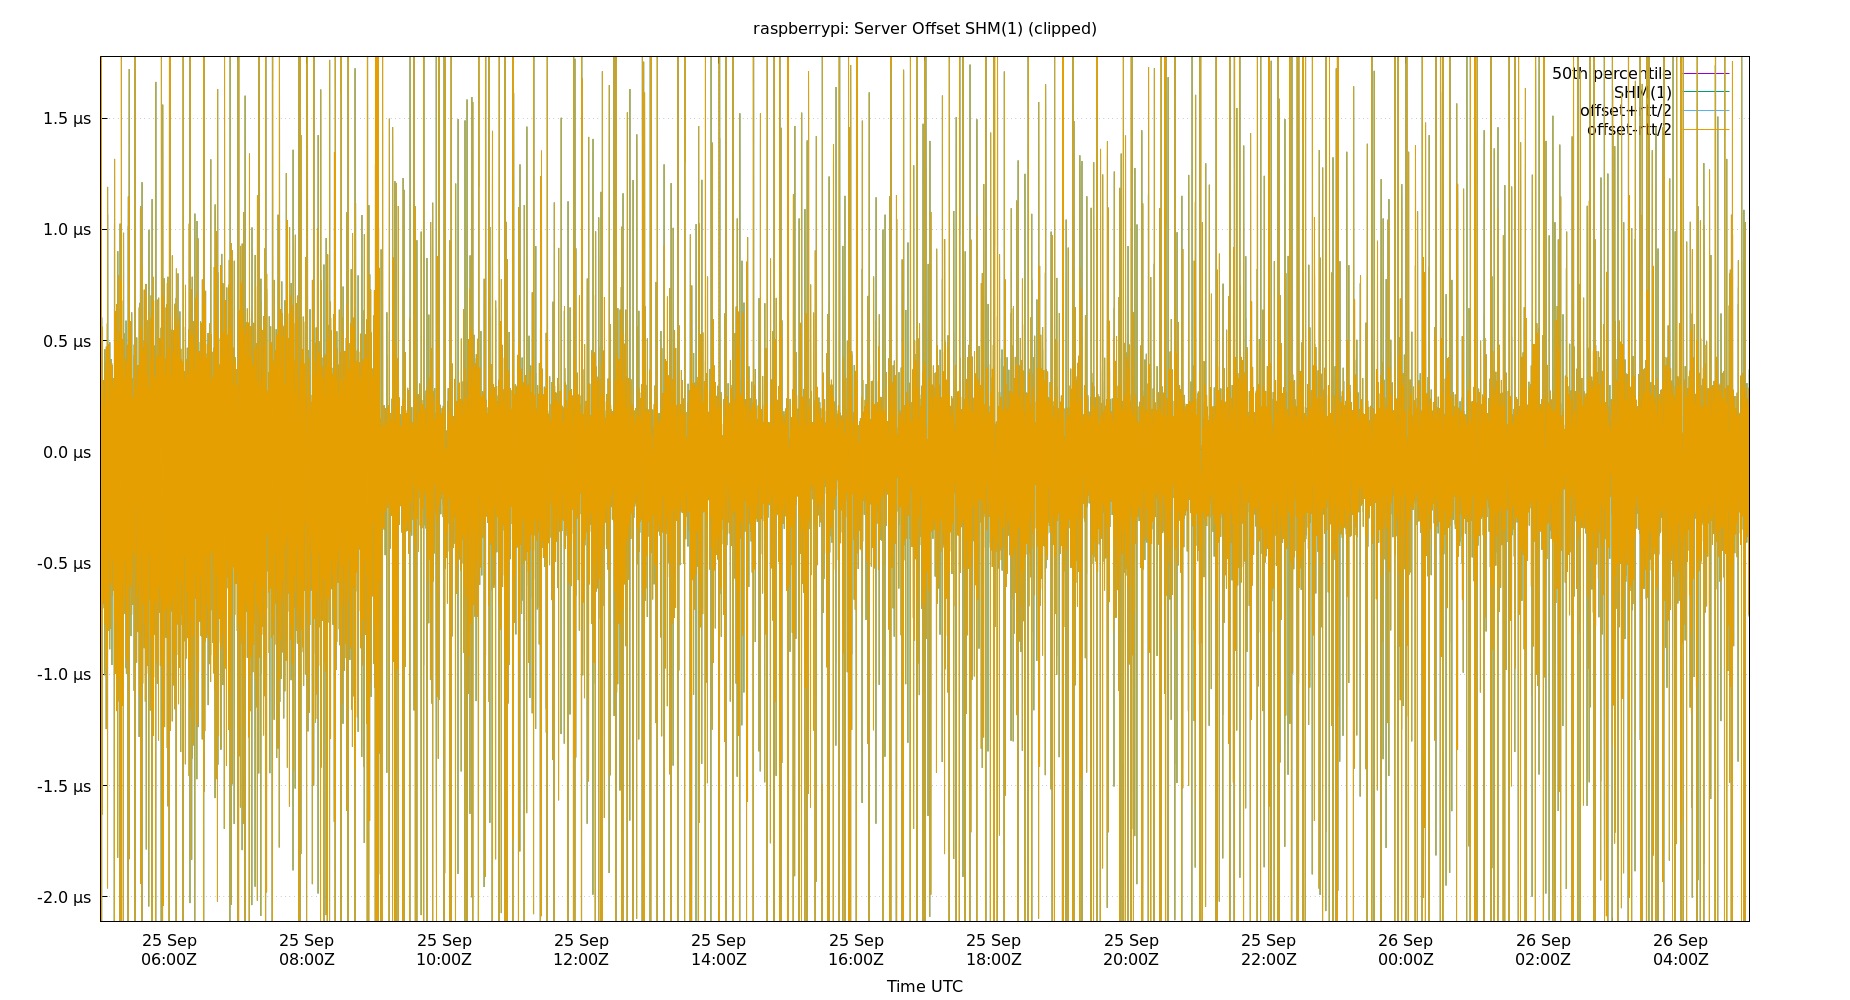 raspberrypi: Server Offset SHM(1) (clipped)
50th percentile
SHM(1)
offset+rtt/2
offset-rtt/2
1.5 µs
1.0 µs
0.5 µs
0.0 µs
-0.5 µs
-1.0 µs
-1.5 µs
-2.0 µs
25 Sep 25 Sep 25 Sep 25 Sep 25 Sep 25 Sep 25 Sep 25 Sep 25 Sep 26 Sep 26 Sep 26 Sep
06:00Z 08:00Z 10:00Z 12:00Z 14:00Z 16:00Z 18:00Z 20:00Z 22:00Z 00:00Z 02:00Z 04:00Z
Time UTC